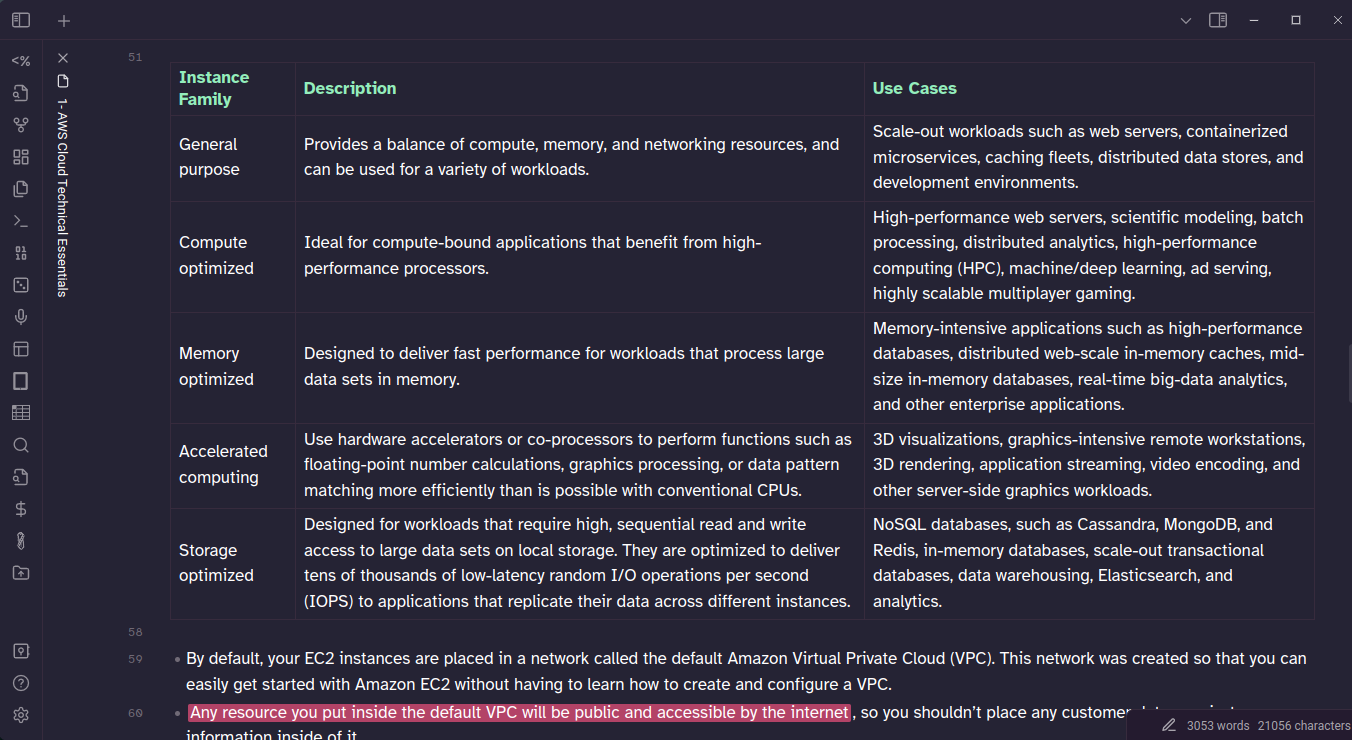 51
Instance
Family
Description
Use Cases
General
purpose
Provides a balance of compute, memory, and networking resources, and
can be used for a variety of workloads.
Scale-out workloads such as web servers, containerized
microservices, caching fleets, distributed data stores, and
development environments.
Compute
optimized
Ideal for compute-bound applications that benefit from high-
performance processors.
High-performance web servers, scientific modeling, batch
processing, distributed analytics, high-performance
computing (HPC), machine/deep learning, ad serving,
highly scalable multiplayer gaming.
Memory
optimized
Designed to deliver fast performance for workloads that process large
data sets in memory.
Memory-intensive applications such as high-performance
databases, distributed web-scale in-memory caches, mid-
size in-memory databases, real-time big-data analytics,
and other enterprise applications.
Accelerated
computing
Use hardware accelerators or co-processors to perform functions such as
floating-point number calculations, graphics processing, or data pattern
matching more efficiently than is possible with conventional CPUs.
3D visualizations, graphics-intensive remote workstations,
3D rendering, application streaming, video encoding, and
other server-side graphics workloads.
Storage
optimized
Designed for workloads that require high, sequential read and write
access to large data sets on local storage. They are optimized to deliver
tens of thousands of low-latency random I/O operations per second
(IOPS) to applications that replicate their data across different instances.
NoSQL databases, such as Cassandra, MongoDB, and
Redis, in-memory databases, scale-out transactional
databases, data warehousing, Elasticsearch, and
analytics.
58
59
By default, your EC2 instances are placed in a network called the default Amazon Virtual Private Cloud (VPC). This network was created so that you can
easily get started with Amazon EC2 without having to learn how to create and configure a VPC.
60
Any resource you put inside the default VPC will be public and accessible by the internet, so you shouldn't place any customer
information inside of it.
1- AWS Cloud Technical Essentials
<%
3053 words 21056 characters